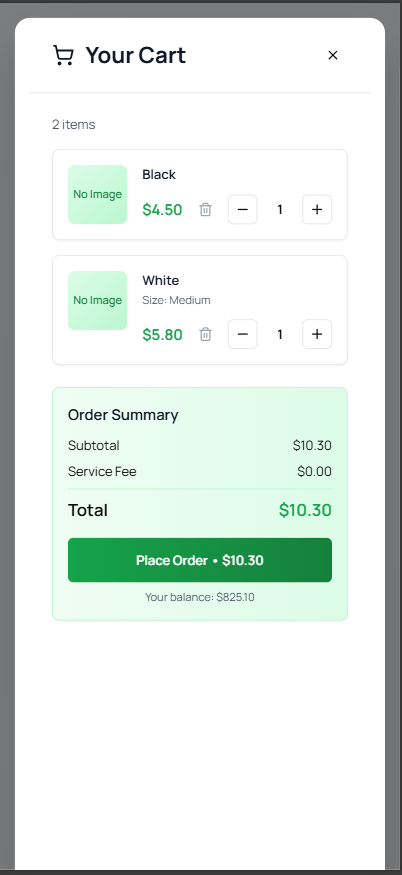 Your Cart
2 items
No Image
Black
$4.50
1
No Image
White
Size: Medium
$5.80
1
Order Summary
Subtotal $10.30
Service Fee $0.00
Total $10.30
Place Order • $10.30
Your balance: $825.10